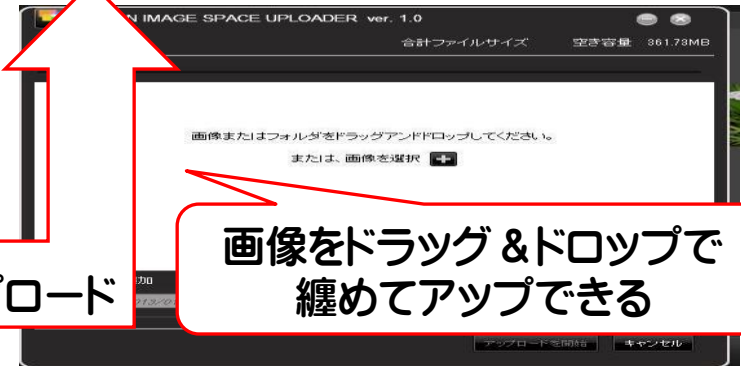 N IMAGE SPACE UPLOADER ver. 1.0
合計ファイルサイズ 空き容量 361.73MB
画像またはフォルダをドラッグアンドドロップしてください。
または、画像を選択
画像をドラッグ&ドロップで
纏めてアップできる
プロード
加
2013/0
アップロードを開始 キャンセル